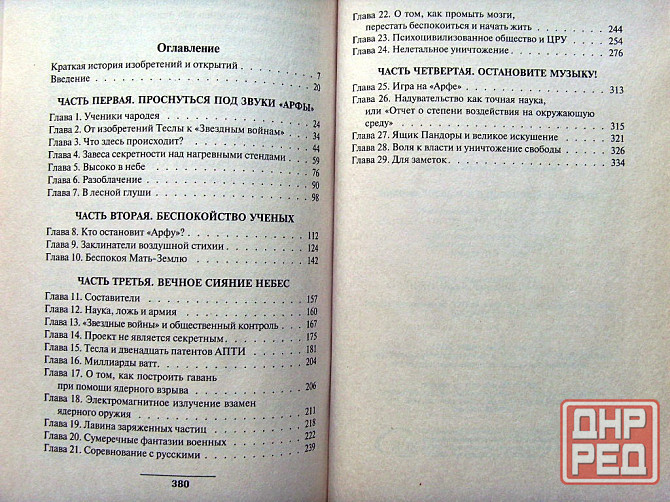 Оглавление
Краткая история изобретений и открытий . . . . . . . . . . . 7
Введение . . . . . . . . . . . . . . . . . . . . . . . . . . . . 20
ЧАСТЬ ПЕРВАЯ. ПРОСНУТЬСЯ ПОД ЗВУКИ «АРФЫ»
Глава 1. Ученики чародея . . . . . . . . . . . . . . . . . . . 24
Глава 2. От изобретений Теслы к «Звездным войнам» . . . . 34
Глава 3. Что здесь происходит? . . . . . . . . . . . . . . . . 44
Глава 4. Завеса секретности над нагревными стендами . . . 59
Глава 5. Высоко в небе . . . . . . . . . . . . . . . . . . . . 76
Глава 6. Разоблачение . . . . . . . . . . . . . . . . . . . . . 90
Глава 7. В лесной глуши . . . . . . . . . . . . . . . . . . . . 98
ЧАСТЬ ВТОРАЯ. БЕСПОКОЙСТВО УЧЕНЫХ
Глава 8. Кто остановит «Арфу»? . . . . . . . . . . . . . . . 112
Глава 9. Заклинатели воздушной стихии . . . . . . . . . . . 124
Глава 10. Беспокоя Мать-Землю . . . . . . . . . . . . . . . 142
ЧАСТЬ ТРЕТЬЯ. ВЕЧНОЕ СИЯНИЕ НЕБЕС
Глава 11. Составители . . . . . . . . . . . . . . . . . . . . 157
Глава 12. Наука, ложь и армия . . . . . . . . . . . . . . . . 160
Глава 13. «Звездные войны» и общественный контроль . . . 167
Глава 14. Проект не является секретным . . . . . . . . . . . 175
Глава 15. Тесла и двенадцать патентов АПТИ . . . . . . . . 181
Глава 16. Миллиарды ватт . . . . . . . . . . . . . . . . . . . 204
Глава 17. О том, как построить гавань
при помощи ядерного взрыва . . . . . . . . . . . . . . . . . 206
Глава 18. Электромагнитное излучение взамен
ядерного оружия . . . . . . . . . . . . . . . . . . . . . . . 211
Глава 19. Лавина заряженных частиц . . . . . . . . . . . . . 218
Глава 20. Сумеречные фантазии военных . . . . . . . . . . . 222
Глава 21. Соревнование с русскими . . . . . . . . . . . . . . 239
380
Глава 22. О том, как промыть мозги,
перестать беспокоиться и начать жить . . . . . . . . . . . . 244
Глава 23. Психоцивилизованное общество и ЦРУ . . . . . . 254
Глава 24. Нелетальное уничтожение . . . . . . . . . . . . . 276
ЧАСТЬ ЧЕТВЕРТАЯ. ОСТАНОВИТЕ МУЗЫКУ!
Глава 25. Игра на «Арфе» . . . . . . . . . . . . . . . . . . . 313
Глава 26. Надувательство как точная наука,
или «Отчет о степени воздействия на окружающую
среду» . . . . . . . . . . . . . . . . . . . . . . . . . . . . . 315
Глава 27. Ящик Пандоры и великое искушение . . . . . . . 321
Глава 28. Воля к власти и уничтожение свободы . . . . . . 326
Глава 29. Для заметок . . . . . . . . . . . . . . . . . . . . 334
ДНР
РЕД